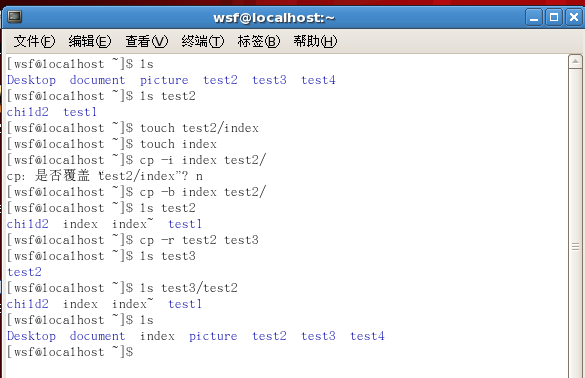 wsf@localhost:~
文件(F) 编辑(E) 查看(V) 终端(T) 标签(B) 帮助(H)
[wsf@localhost ~]$ ls
Desktop document picture test2 test3 test4
[wsf@localhost ~]$ ls test2
child2 test1
[wsf@localhost ~]$ touch test2/index
[wsf@localhost ~]$ touch index
[wsf@localhost ~]$ cp -i index test2/
cp: 是否覆盖“test2/index”? n
[wsf@localhost ~]$ cp -b index test2/
[wsf@localhost ~]$ ls test2
child2 index index~ test1
[wsf@localhost ~]$ cp -r test2 test3
[wsf@localhost ~]$ ls test3
test2
[wsf@localhost ~]$ ls test3/test2
child2 index index~ test1
[wsf@localhost ~]$ ls
Desktop document index picture test2 test3 test4
[wsf@localhost ~]$